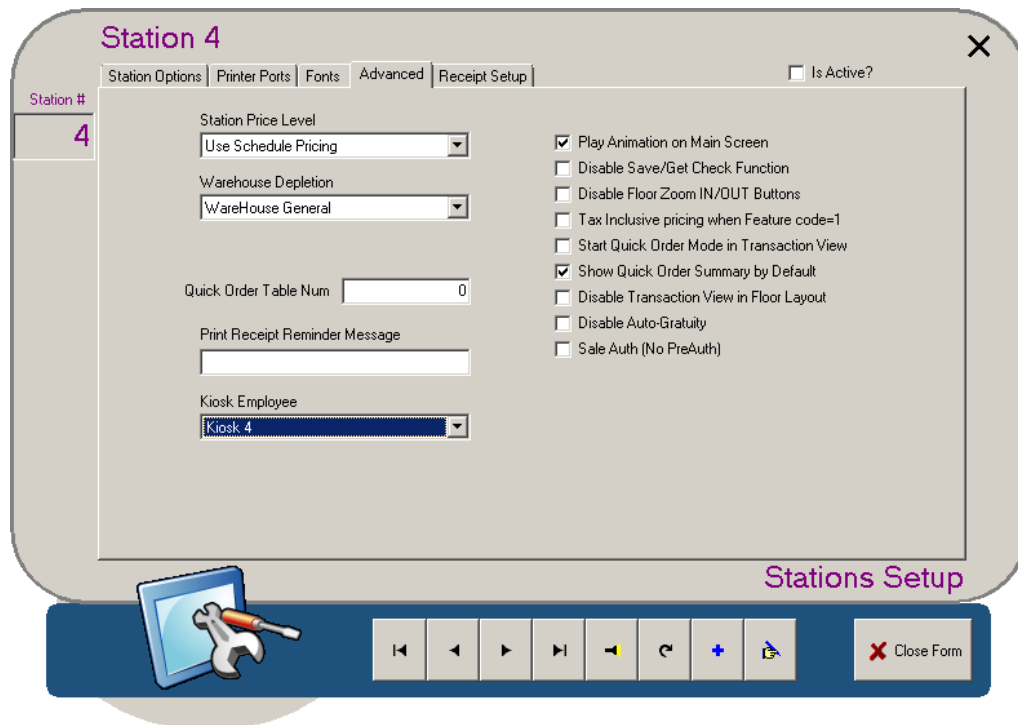 Station 4
Station Options Printer Ports Fonts Advanced Receipt Setup
Is Active?
Station #
4
Station Price Level
Use Schedule Pricing
Warehouse Depletion
WareHouse General
Quick Order Table Num 0
Print Receipt Reminder Message
Kiosk Employee
Kiosk 4
Play Animation on Main Screen
Disable Save/Get Check Function
Disable Floor Zoom IN/OUT Buttons
Tax Inclusive pricing when Feature code=1
Start Quick Order Mode in Transaction View
Show Quick Order Summary by Default
Disable Transaction View in Floor Layout
Disable Auto-Gratuity
Sale Auth (No PreAuth)
Stations Setup
Close Form